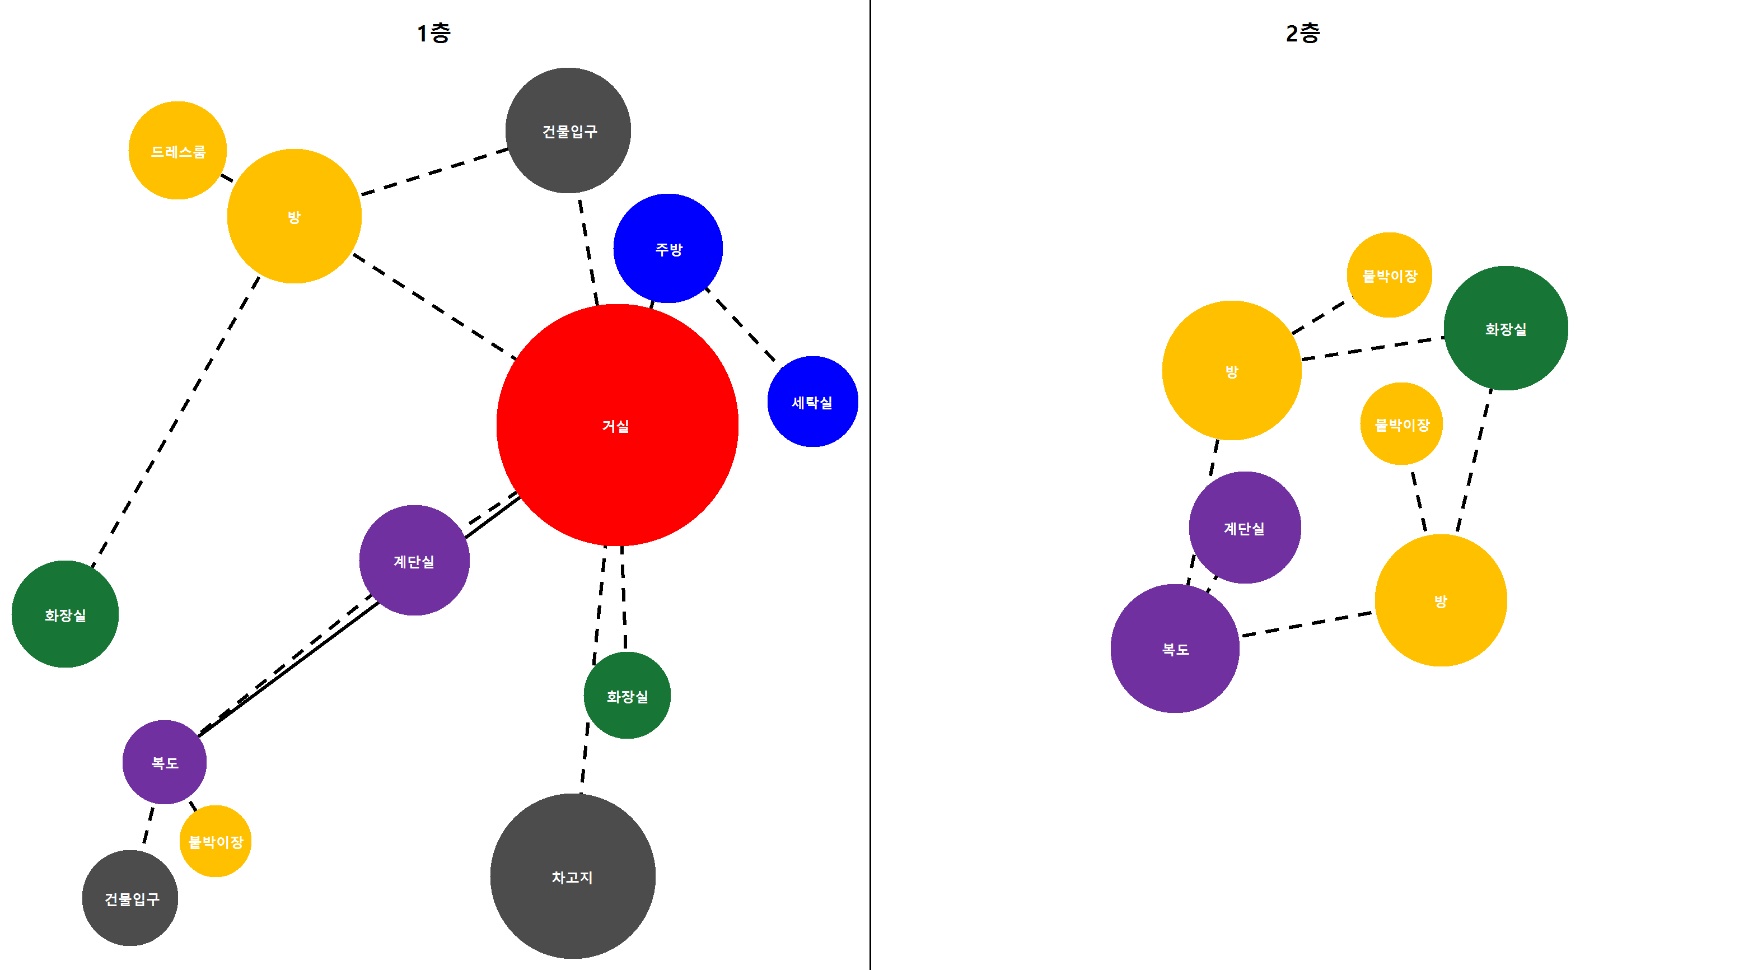 1층
건물입구
드레스룸
방
주방
세탁실
거실
계단실
화장실
화장실
복도
붙박이장
건물입구
차고지
2층
붙박이장
화장실
방
붙박이장
계단실
방
복도